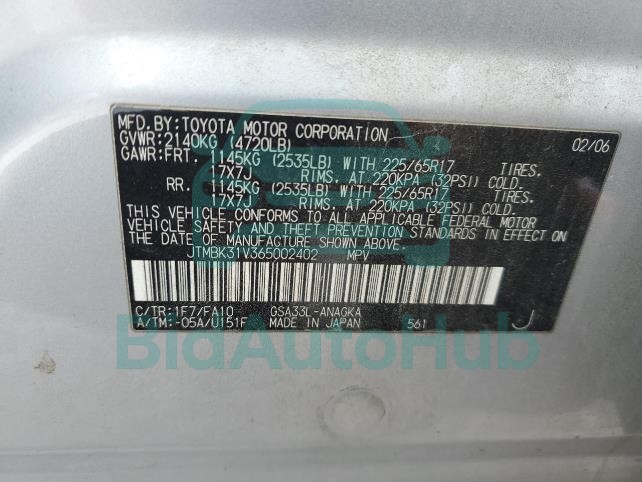 MFD.BY:TOYOTA MOTOR CORPORATION 02/06
GVWR:2140KG (4720LB)
GAWR:FRT. 1145KG (2535LB) WITH 225/65R17 TIRES.
17X7J RIMS. AT 220KPA (32PSI) COLD.
RR. 1145KG (2535LB) WITH 225/65R17 TIRES.
17X7J RIMS. AT 220KPA (32PSI) COLD.
THIS VEHICLE CONFORMS TO ALL APPLICABLE FEDERAL MOTOR
VEHICLE SAFETY AND THEFT PREVENTION STANDARDS IN EFFECT ON
THE DATE OF MANUFACTURE SHOWN ABOVE.
JTMBK31V365002402 MPV
C/TR:1F7/FA10 GSA33L-ANAGKA
A/TM:-05A/U151F MADE IN JAPAN 561 J
BidAutoHub